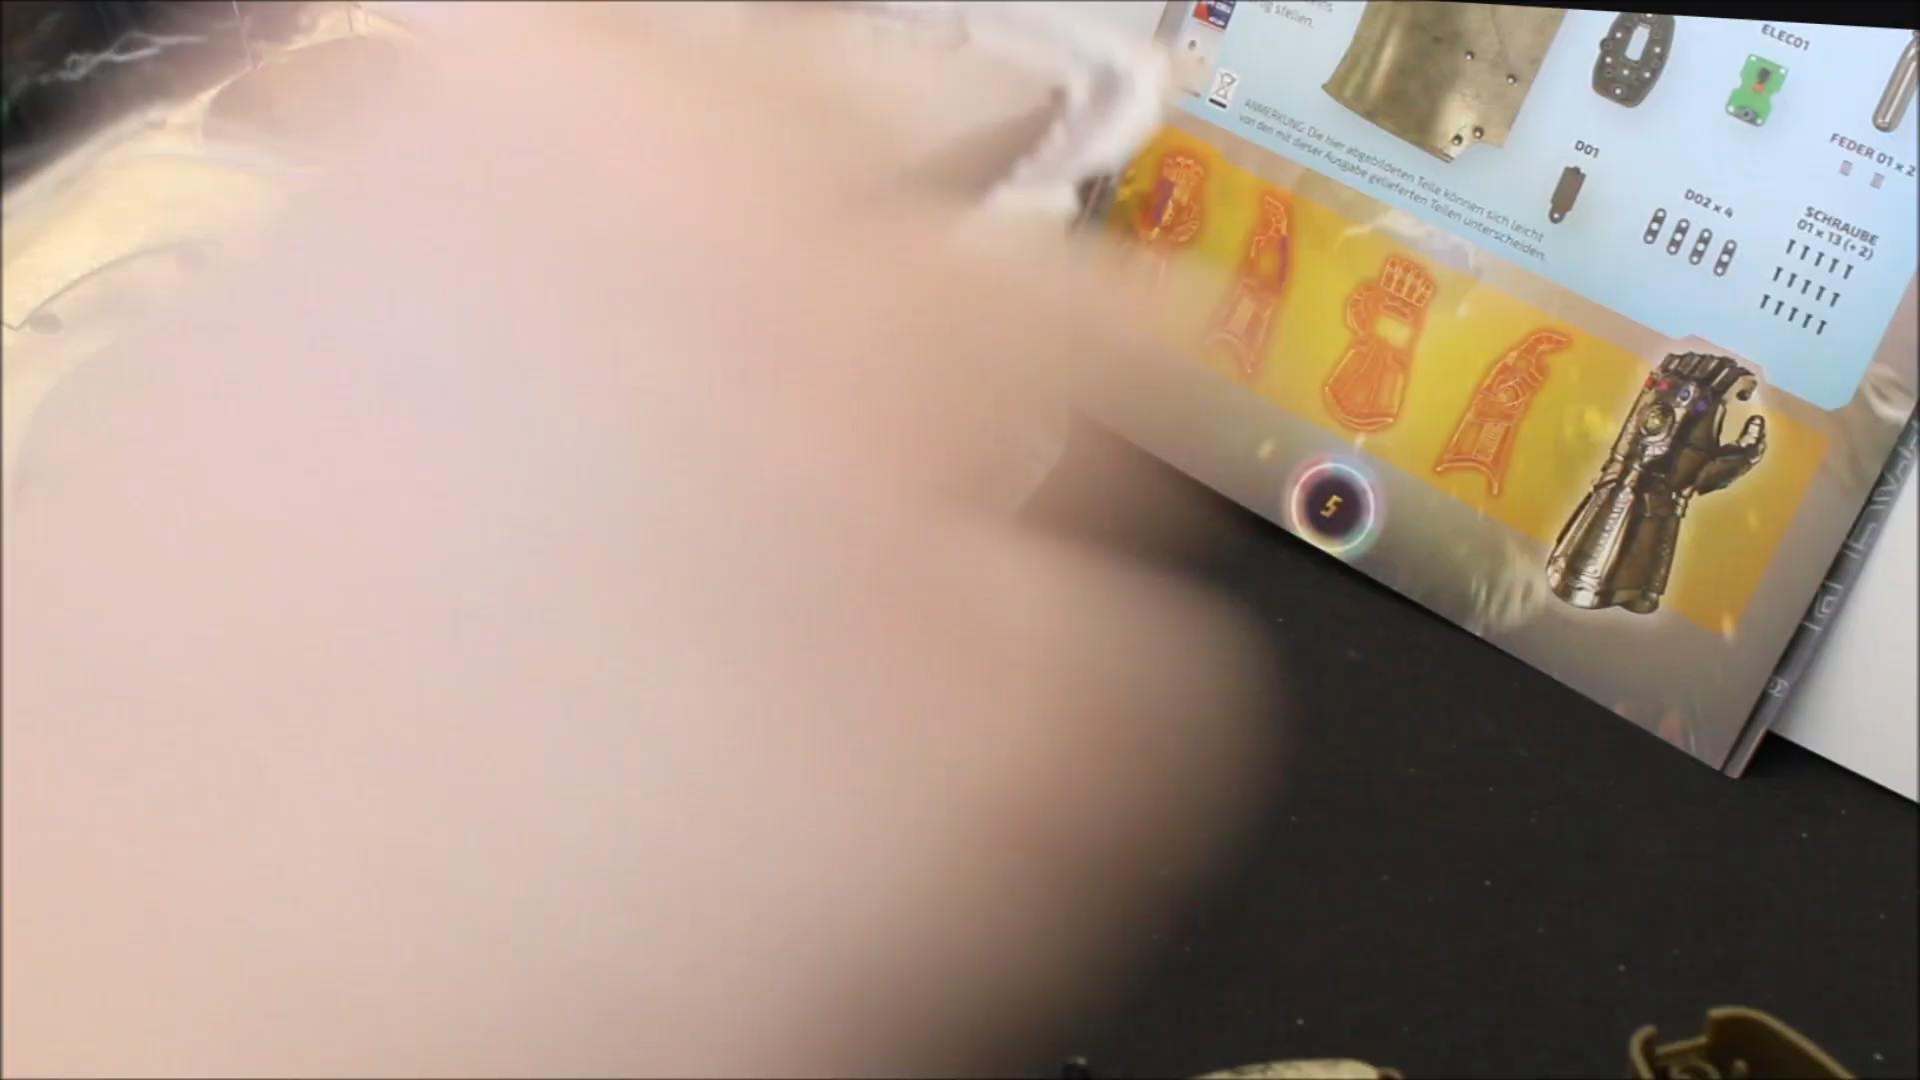 stellen.
ELEC01
FEDER 01 x 2
ANMERKUNG: Die hier abgebildeten Teile können sich leicht
von den mit dieser Ausgabe gelieferten Teilen unterscheiden.
D01
D02 x 4
SCHRAUBE
01 x 13 (+ 2)
5